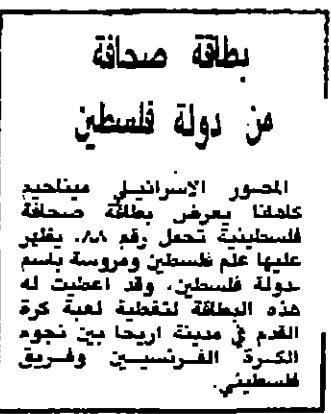 بطاقة صحافة
من دولة فلسطين
المصور الاسرائيلي ميناحيم
كاهانا يعرض بطاقة صحافة
فلسطينية تحمل رقم ٨٨، يظهر
عليها علم فلسطين ومروسة باسم
دولة فلسطين. وقد اعطيت له
هذه البطاقة لتغطية لعبة كرة
القدم في مدينة اريحا بين نجوم
الكرة الفرنسيين وفريق
فلسطيني.